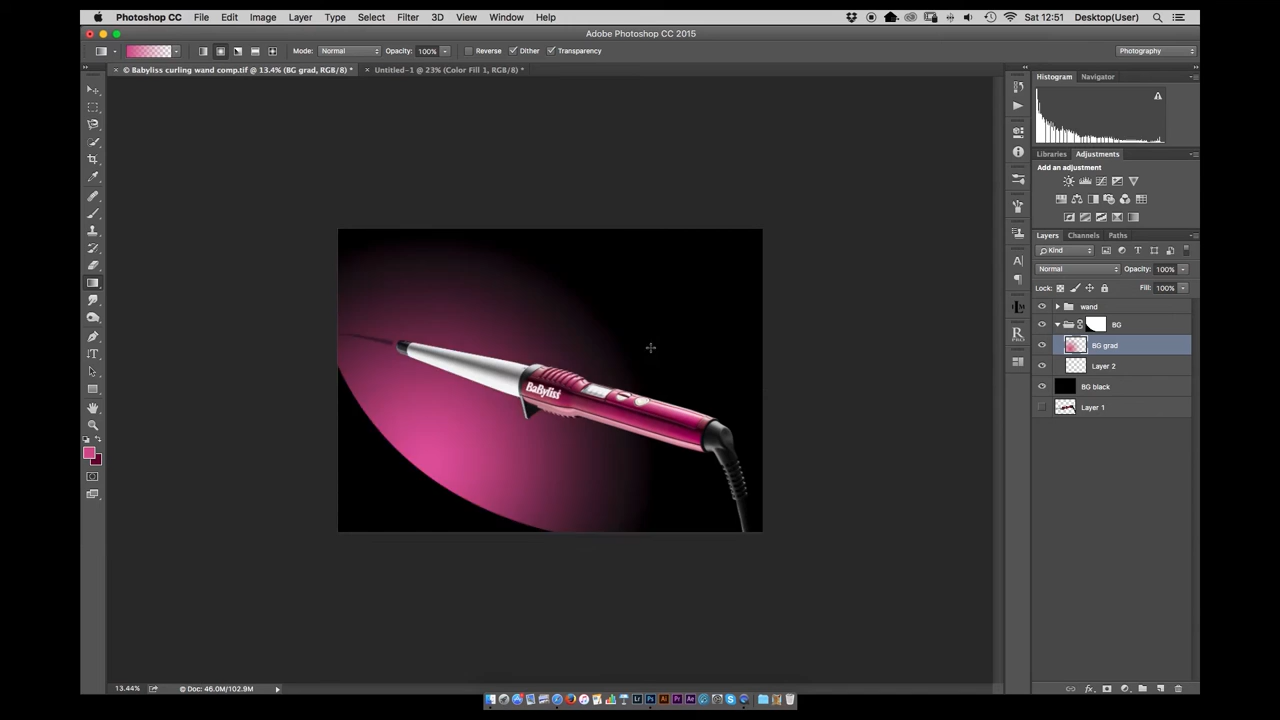 Photoshop CC File Edit Image Layer Type Select Filter 3D View Window Help Sat 12:51 Desktop(User)
Adobe Photoshop CC 2015
Mode: Normal Opacity: 100% Reverse Dither Transparency Photography
© Babyliss curling wand comp.tif @ 13.4% (BG grad, RGB/8) * Untitled-1 @ 23% (Color Fill 1, RGB/8) *
Histogram Navigator
Libraries Adjustments
Add an adjustment
Layers Channels Paths
Kind
Normal Opacity: 100%
Lock: Fill: 100%
wand
BG
BG grad
Layer 2
BG black
Layer 1
BaByliss
13.44% Doc: 46.0M/102.9M